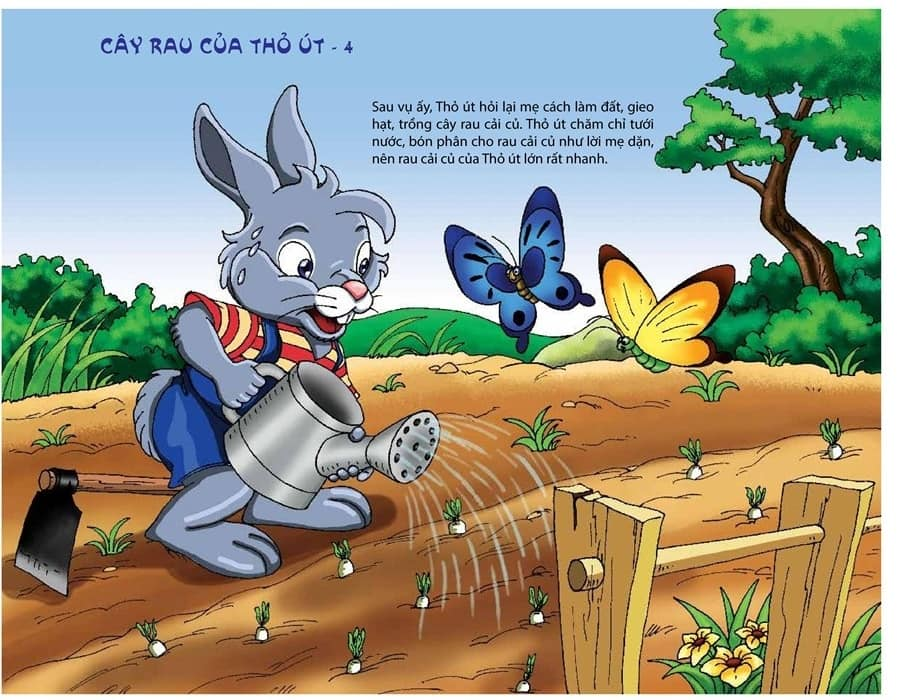 CÂY RAU CỦA THỎ ÚT - 4
Sau vụ ấy, Thỏ út hỏi lại mẹ cách làm đất, gieo
hạt, trồng cây rau cải củ. Thỏ út chăm chỉ tưới
nước, bón phân cho rau cải củ như lời mẹ dặn,
nên rau cải củ của Thỏ út lớn rất nhanh.